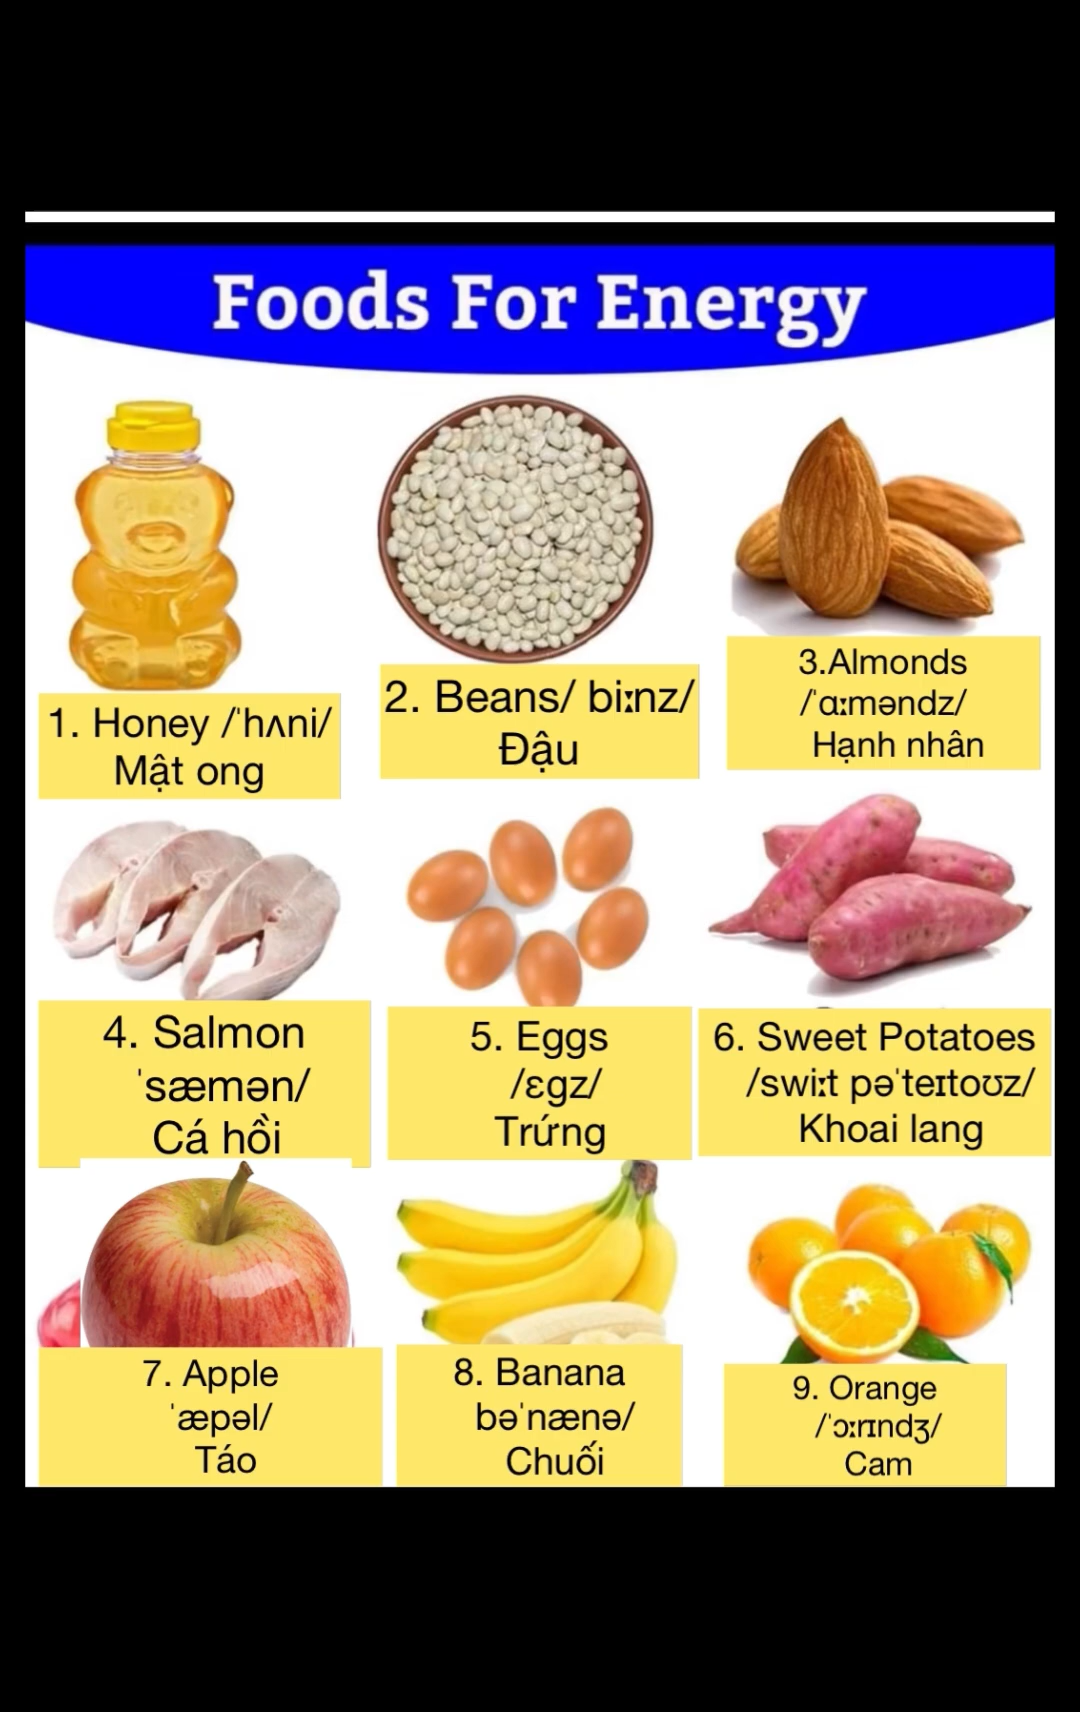 Foods For Energy
1. Honey /ˈhʌni/
Mật ong
2. Beans/ biːnz/
Đậu
3.Almonds
/ˈɑːməndz/
Hạnh nhân
4. Salmon
ˈsæmən/
Cá hồi
5. Eggs
/ɛgz/
Trứng
6. Sweet Potatoes
/swiːt pəˈteɪtoʊz/
Khoai lang
7. Apple
ˈæpəl/
Táo
8. Banana
bəˈnænə/
Chuối
9. Orange
/ˈɔːrɪndʒ/
Cam